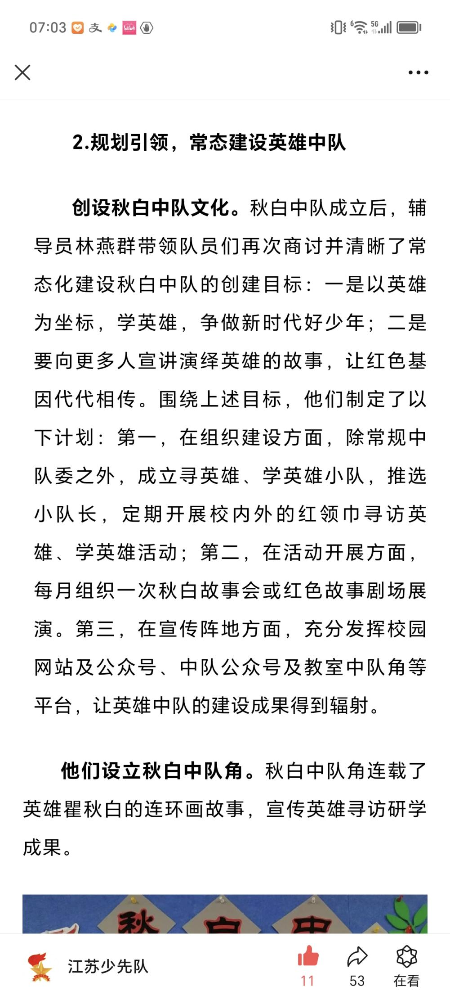 07:03
支
bilibili
6
5G
2.规划引领，常态建设英雄中队
创设秋白中队文化。秋白中队成立后，辅
导员林燕群带领队员们再次商讨并清晰了常
态化建设秋白中队的创建目标：一是以英雄
为坐标，学英雄，争做新时代好少年；二是
要向更多人宣讲演绎英雄的故事，让红色基
因代代相传。围绕上述目标，他们制定了以
下计划：第一，在组织建设方面，除常规中
队委之外，成立寻英雄、学英雄小队，推选
小队长，定期开展校内外的红领巾寻访英
雄、学英雄活动；第二，在活动开展方面，
每月组织一次秋白故事会或红色故事剧场展
演。第三，在宣传阵地方面，充分发挥校园
网站及公众号、中队公众号及教室中队角等
平台，让英雄中队的建设成果得到辐射。
他们设立秋白中队角。秋白中队角连载了
英雄瞿秋白的连环画故事，宣传英雄寻访研学
成果。
秋白中
江苏少先队
11
53
在看